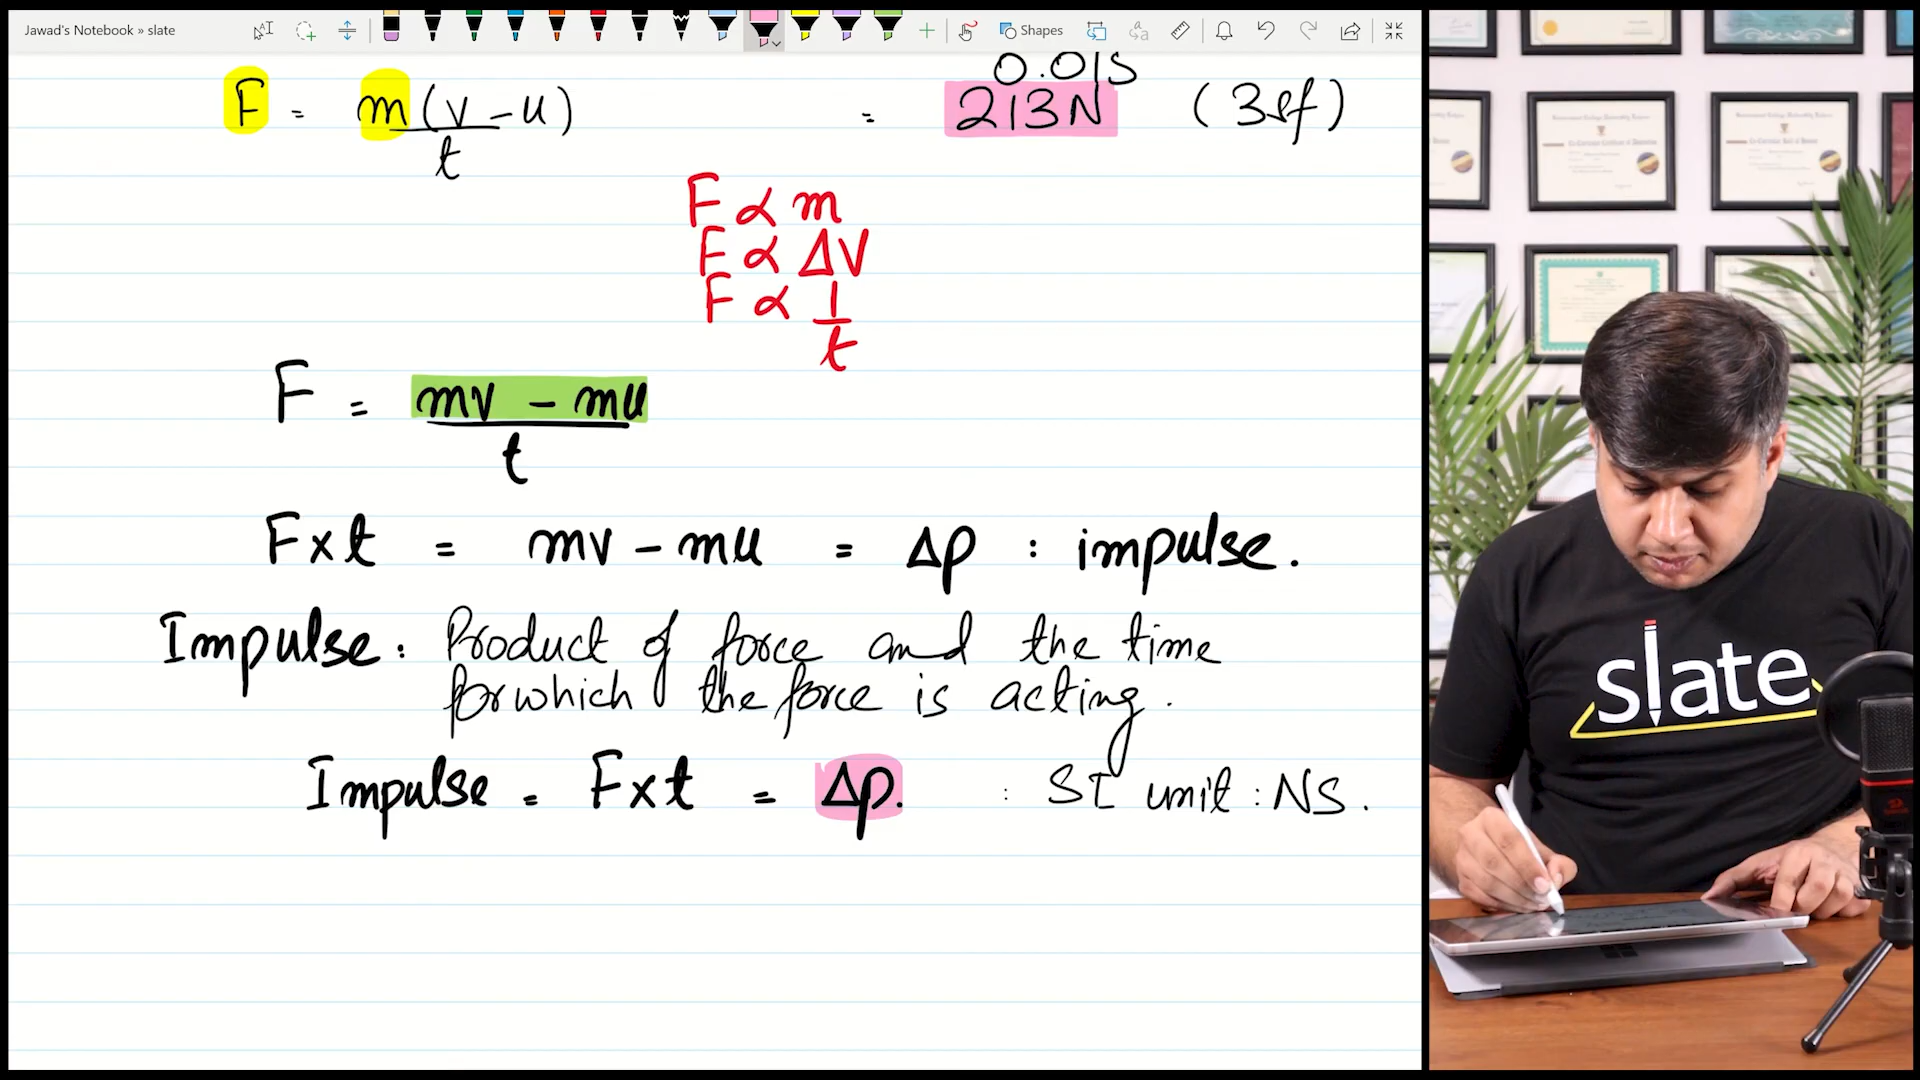 Jawad's Notebook » slate
Shapes
0.01s
F = m(v-u)
t
= 213N (3sf)
F ∝ m
F ∝ ΔV
F ∝ 1
t
F = mv - mu
t
F x t = mv - mu = Δp : impulse.
Impulse : Product of force and the time
for which the force is acting.
Impulse = F x t = Δp. : SI unit : NS.
slate